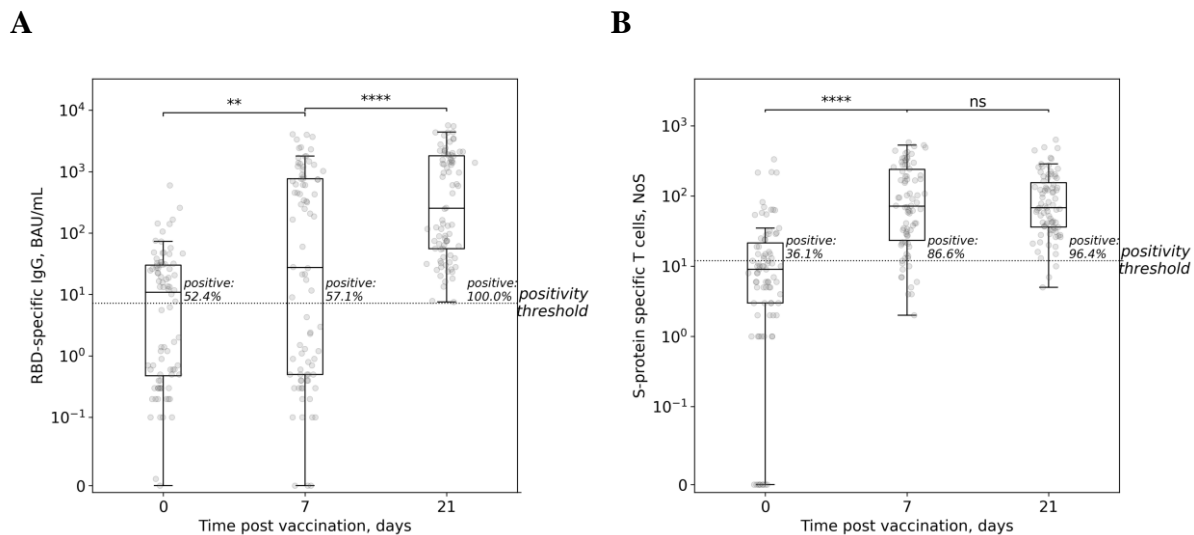 A
B
** ****
10^4
10^3
10^2
10^1
10^0
10^-1
0
RBD-specific IgG, BAU/mL
positive:
52.4%
positive:
57.1%
positive:
100.0%
positivity
threshold
0 7 21
Time post vaccination, days
**** ns
10^3
10^2
10^1
10^0
10^-1
0
S-protein specific T cells, NoS
positive:
36.1%
positive:
86.6%
positive:
96.4%
positivity
threshold
0 7 21
Time post vaccination, days